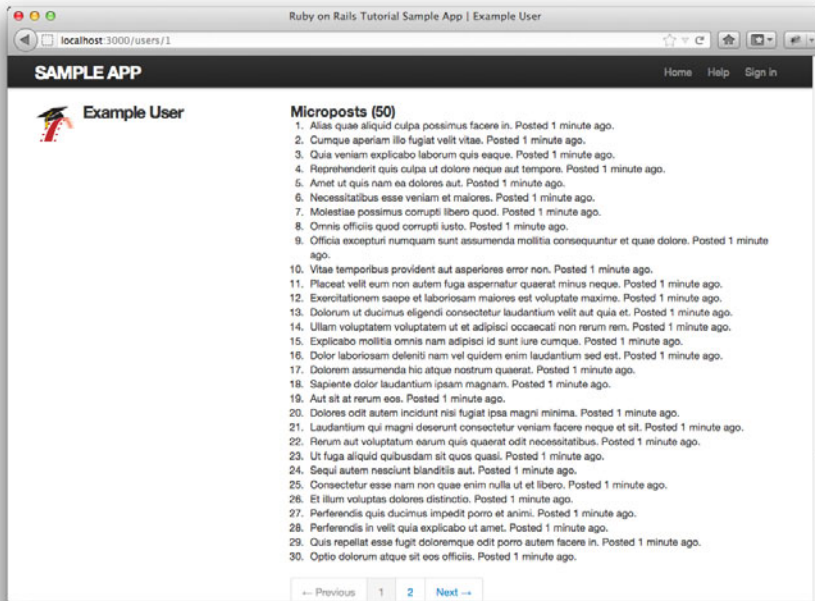 Ruby on Rails Tutorial Sample App | Example User
localhost:3000/users/1
SAMPLE APP
Home Help Sign in
Example User
Microposts (50)
1. Alias quae aliquid culpa possimus facere in. Posted 1 minute ago.
2. Cumque aperiam illo fugiat velit vitae. Posted 1 minute ago.
3. Quia veniam explicabo laborum quis eaque. Posted 1 minute ago.
4. Reprehenderit quis culpa ut dolore neque aut tempore. Posted 1 minute ago.
5. Amet ut quis nam ea dolores aut. Posted 1 minute ago.
6. Necessitatibus esse veniam et maiores. Posted 1 minute ago.
7. Molestiae possimus corrupti libero quod. Posted 1 minute ago.
8. Omnis officiis quod corrupti iusto. Posted 1 minute ago.
9. Officia excepturi numquam sunt assumenda mollitia consequuntur et quae dolore. Posted 1 minute
ago.
10. Vitae temporibus provident aut asperiores error non. Posted 1 minute ago.
11. Placeat velit eum non autem fuga aspernatur quaerat minus neque. Posted 1 minute ago.
12. Exercitationem saepe et laboriosam maiores est voluptate maxime. Posted 1 minute ago.
13. Dolorum ut ducimus eligendi consectetur laudantium velit aut quia et. Posted 1 minute ago.
14. Ullam voluptatem voluptatem ut et adipisci occaecati non rerum rem. Posted 1 minute ago.
15. Explicabo mollitia omnis nam adipisci id sunt iure cumque. Posted 1 minute ago.
16. Dolor laboriosam deleniti nam vel quidem enim laudantium sed est. Posted 1 minute ago.
17. Dolorem assumenda hic atque nostrum quaerat. Posted 1 minute ago.
18. Sapiente dolor laudantium ipsam magnam. Posted 1 minute ago.
19. Aut sit at rerum eos. Posted 1 minute ago.
20. Dolores odit autem incidunt nisi fugiat ipsa magni minima. Posted 1 minute ago.
21. Laudantium qui magni deserunt consectetur veniam facere neque et sit. Posted 1 minute ago.
22. Rerum aut voluptatum earum quis quaerat odit necessitatibus. Posted 1 minute ago.
23. Ut fuga aliquid quibusdam sit quos quasi. Posted 1 minute ago.
24. Sequi autem nesciunt blanditiis aut. Posted 1 minute ago.
25. Consectetur esse nam non quae enim nulla ut et libero. Posted 1 minute ago.
26. Et illum voluptas dolores distinctio. Posted 1 minute ago.
27. Perferendis quis ducimus impedit porro et animi. Posted 1 minute ago.
28. Perferendis in velit quia explicabo ut amet. Posted 1 minute ago.
29. Quis repellat esse fugit doloremque odit porro autem facere in. Posted 1 minute ago.
30. Optio dolorum atque sit eos officiis. Posted 1 minute ago.
← Previous 1 2 Next →